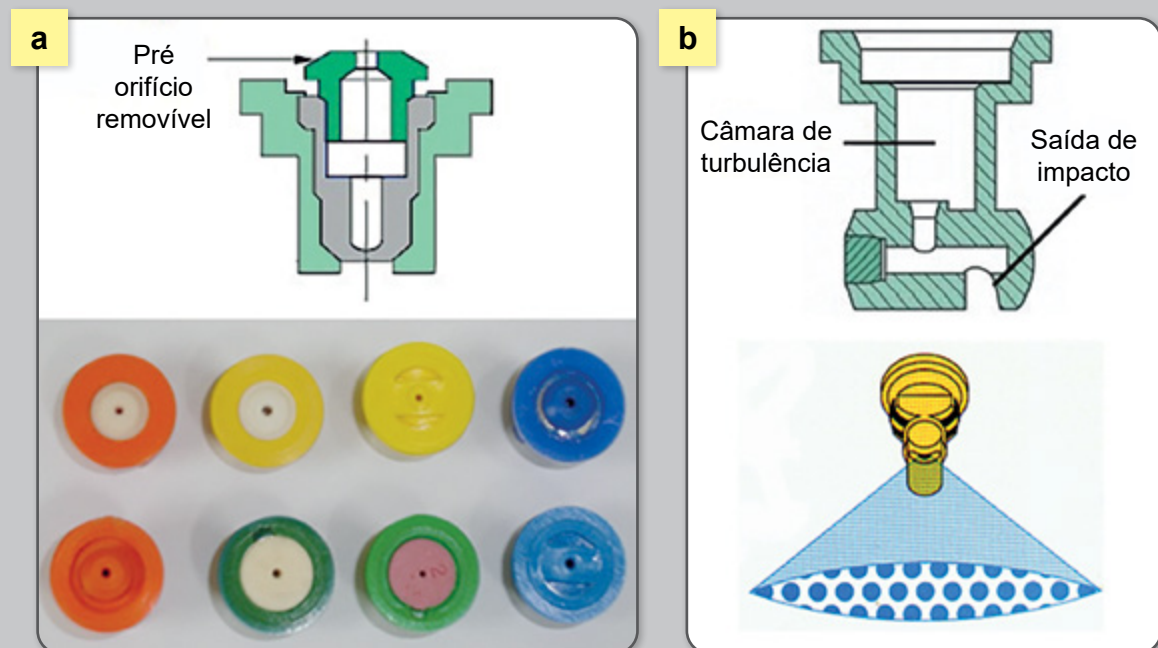 a
Pré
orifício
removível
b
Câmara de
turbulência
Saída de
impacto